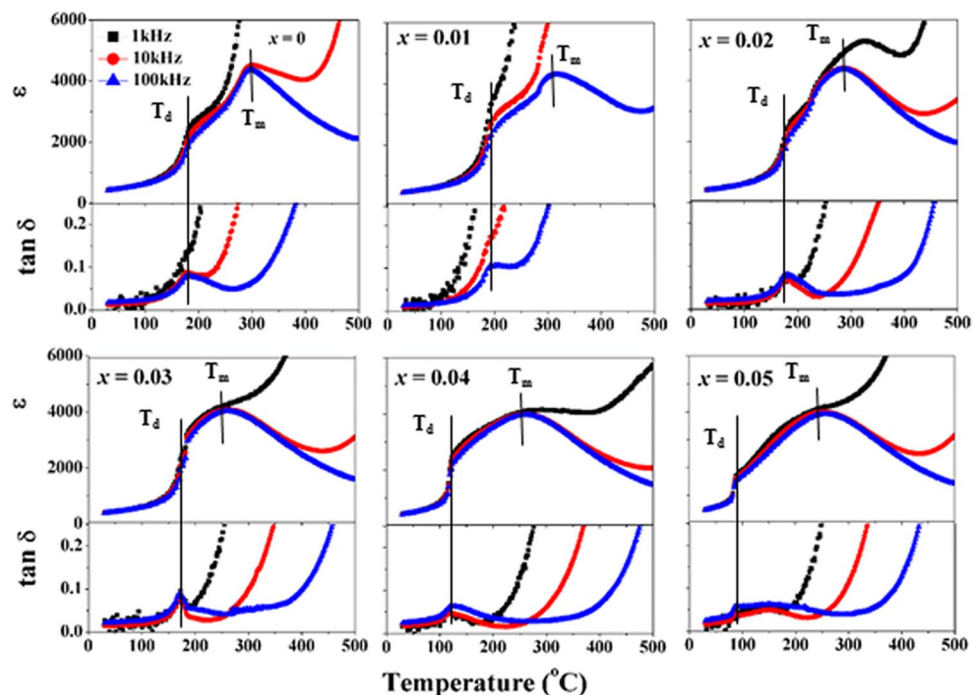 6000
4000
2000
0
ε
1kHz
10kHz
100kHz
x = 0
T_d
T_m
x = 0.01
T_d
T_m
x = 0.02
T_d
T_m
0.2
0.1
0.0
tan δ
0 100 200 300 400 500
0 100 200 300 400 500
0 100 200 300 400 500
6000
4000
2000
0
ε
x = 0.03
T_d
T_m
x = 0.04
T_d
T_m
x = 0.05
T_d
T_m
0.2
0.1
0.0
tan δ
0 100 200 300 400 500
0 100 200 300 400 500
0 100 200 300 400 500
Temperature (°C)